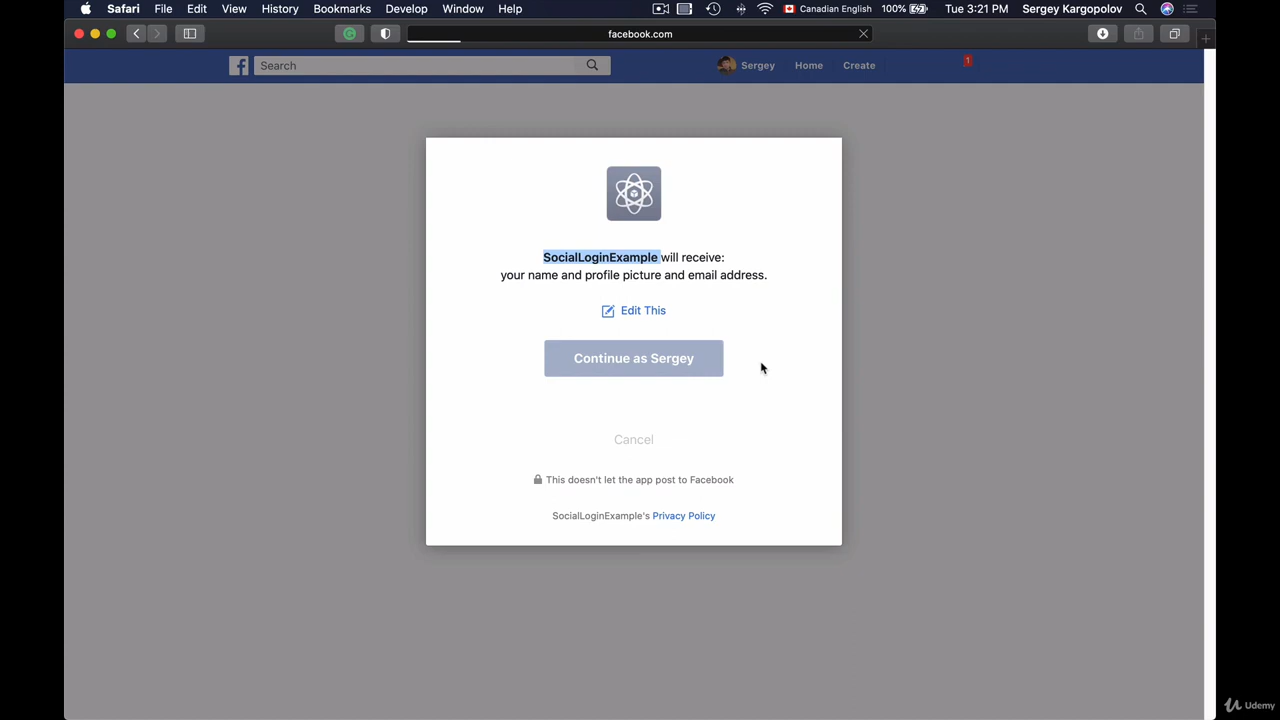 Safari File Edit View History Bookmarks Develop Window Help Canadian English 100% Tue 3:21 PM Sergey Kargopolov
facebook.com
Search Sergey Home Create 1
SocialLoginExample will receive:
your name and profile picture and email address.
Edit This
Continue as Sergey
Cancel
This doesn't let the app post to Facebook
SocialLoginExample's Privacy Policy
Udemy